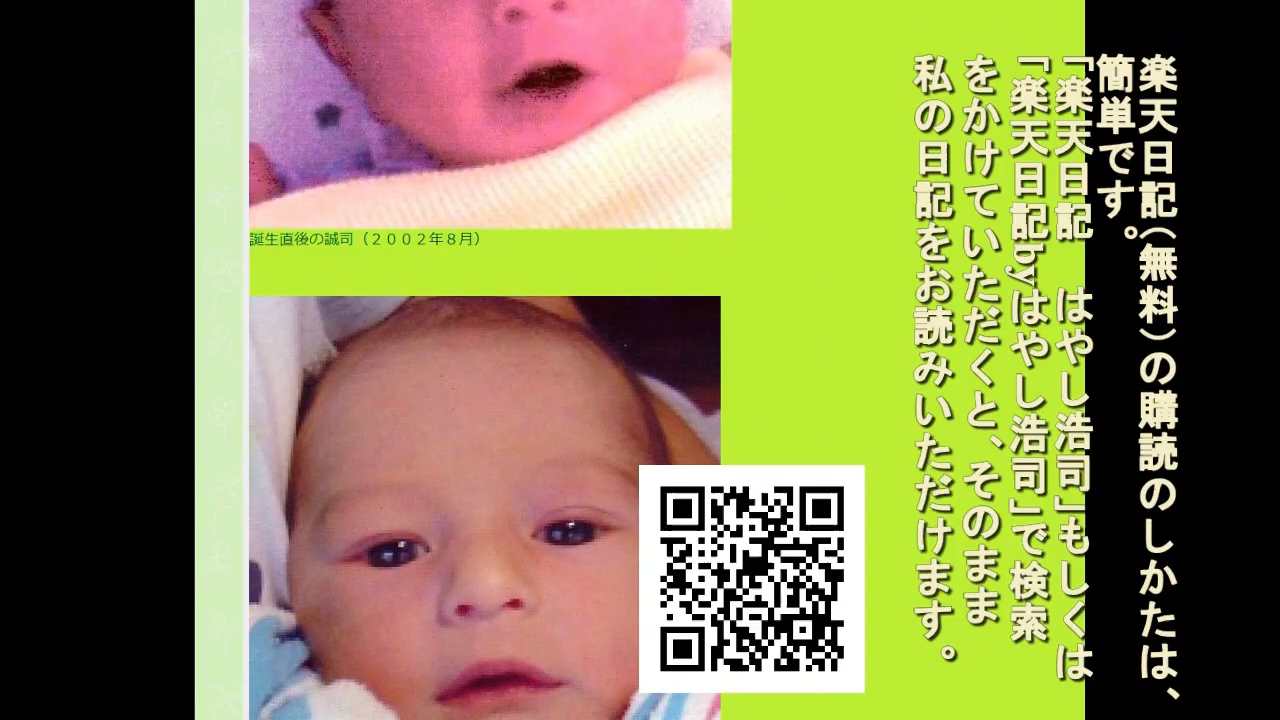 楽天日記（無料）の購読のしかたは、
簡単です。
「楽天日記　はやし浩司」もしくは
「楽天日記byはやし浩司」で検索
をかけていただくと、そのまま
私の日記をお読みいただけます。
誕生直後の誠司（２００２年８月）